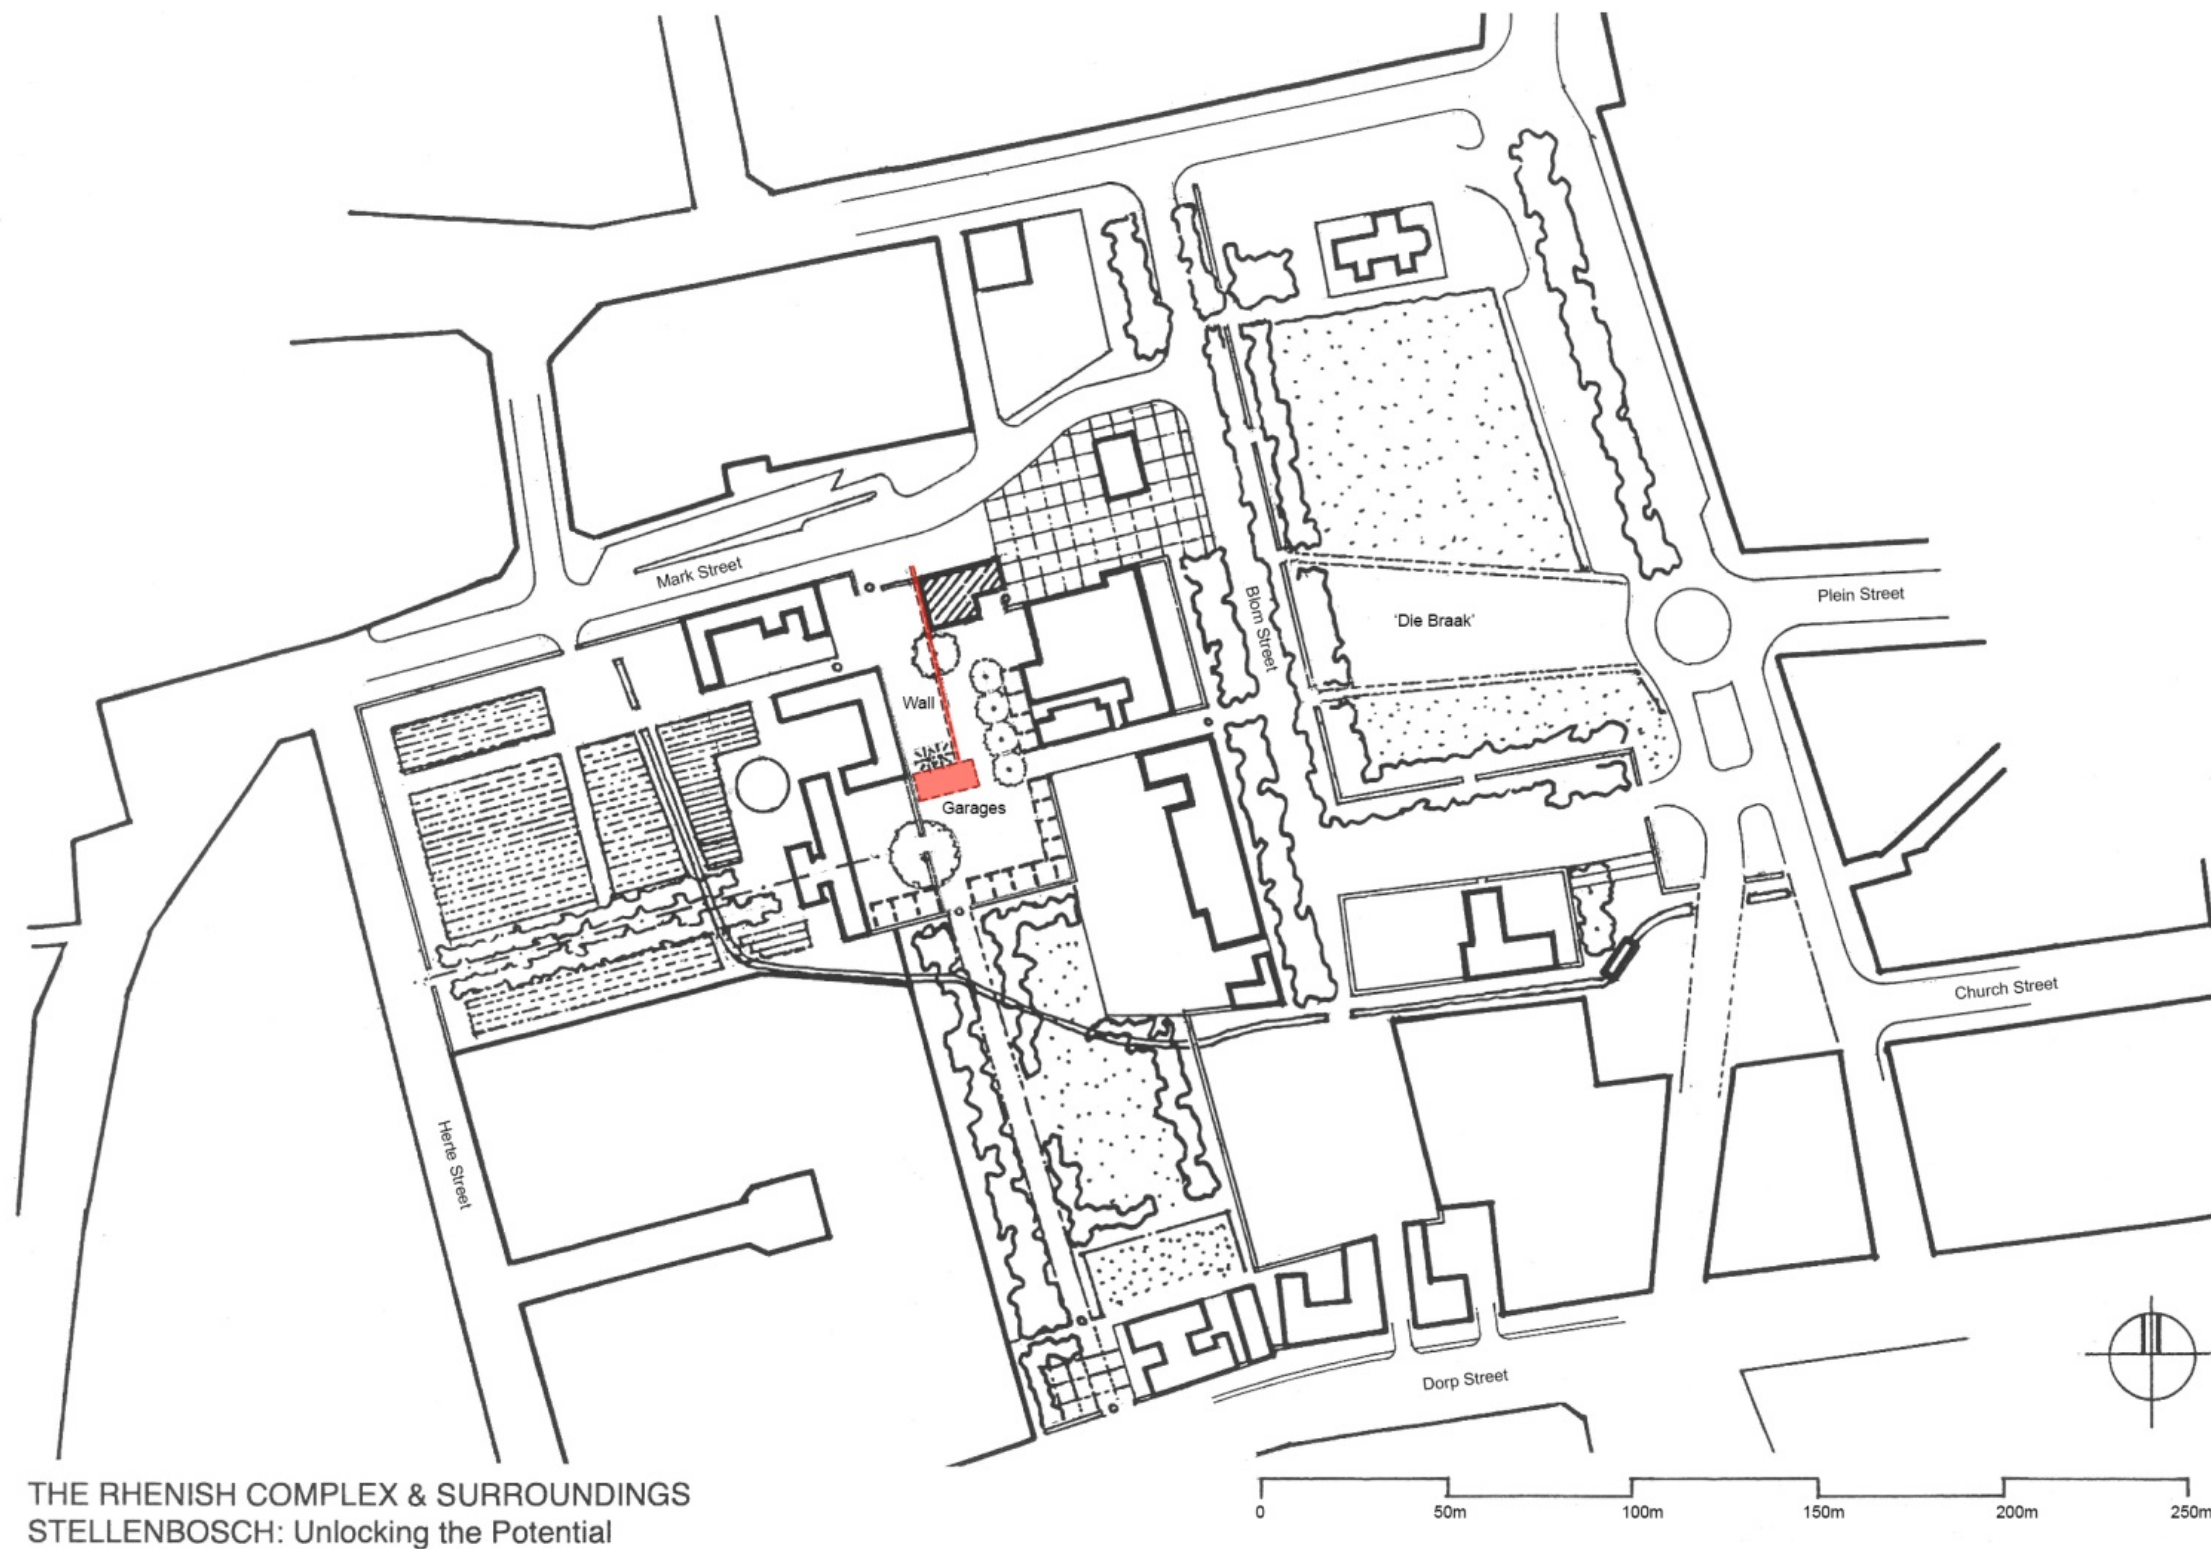 Mark Street
Wall
Garages
Blom Street
'Die Braak'
Plein Street
Church Street
Herte Street
Dorp Street
THE RHENISH COMPLEX & SURROUNDINGS
STELLENBOSCH: Unlocking the Potential
0 50m 100m 150m 200m 250m